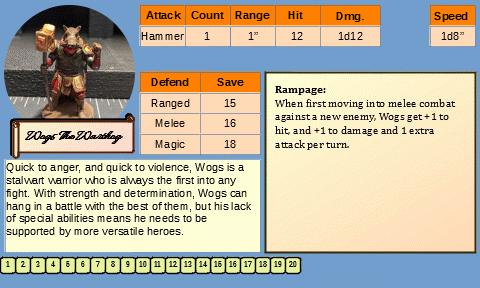 Attack Count Range Hit Dmg. Speed
Hammer 1 1” 12 1d12 1d8”
Wogs The Warthog
Defend Save
Ranged 15
Melee 16
Magic 18
Rampage:
When first moving into melee combat
against a new enemy, Wogs get +1 to
hit, and +1 to damage and 1 extra
attack per turn.
Quick to anger, and quick to violence, Wogs is a
stalwart warrior who is always the first into any
fight. With strength and determination, Wogs can
hang in a battle with the best of them, but his lack
of special abilities means he needs to be
supported by more versatile heroes.
1 2 3 4 5 6 7 8 9 10 11 12 13 14 16 16 17 18 19 20